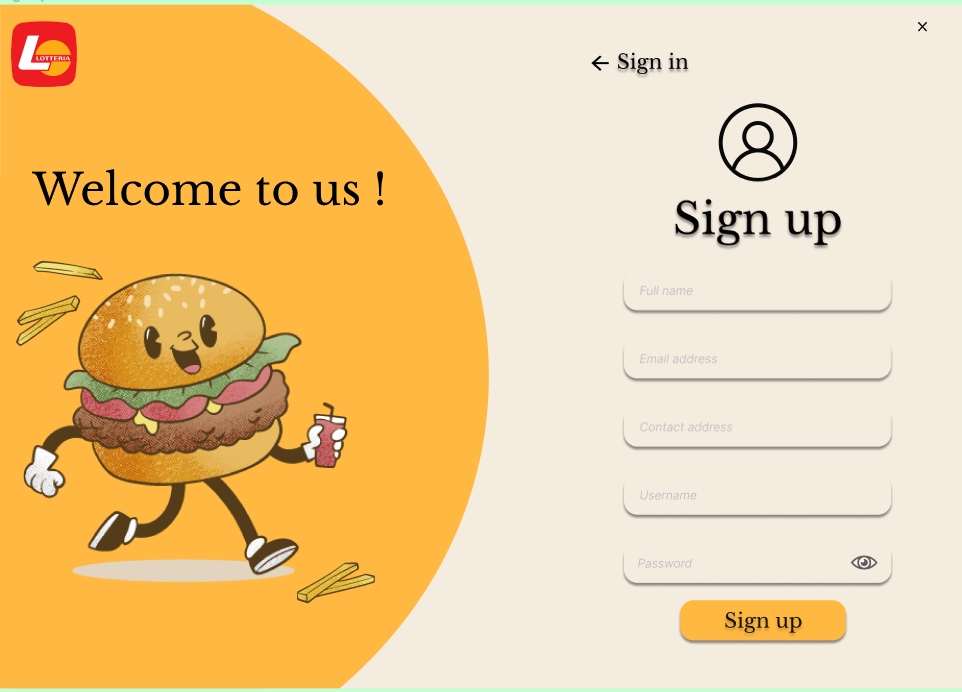 LOTTERIA
Welcome to us !
Sign in
Sign up
Full name
Email address
Contact address
Username
Password
Sign up